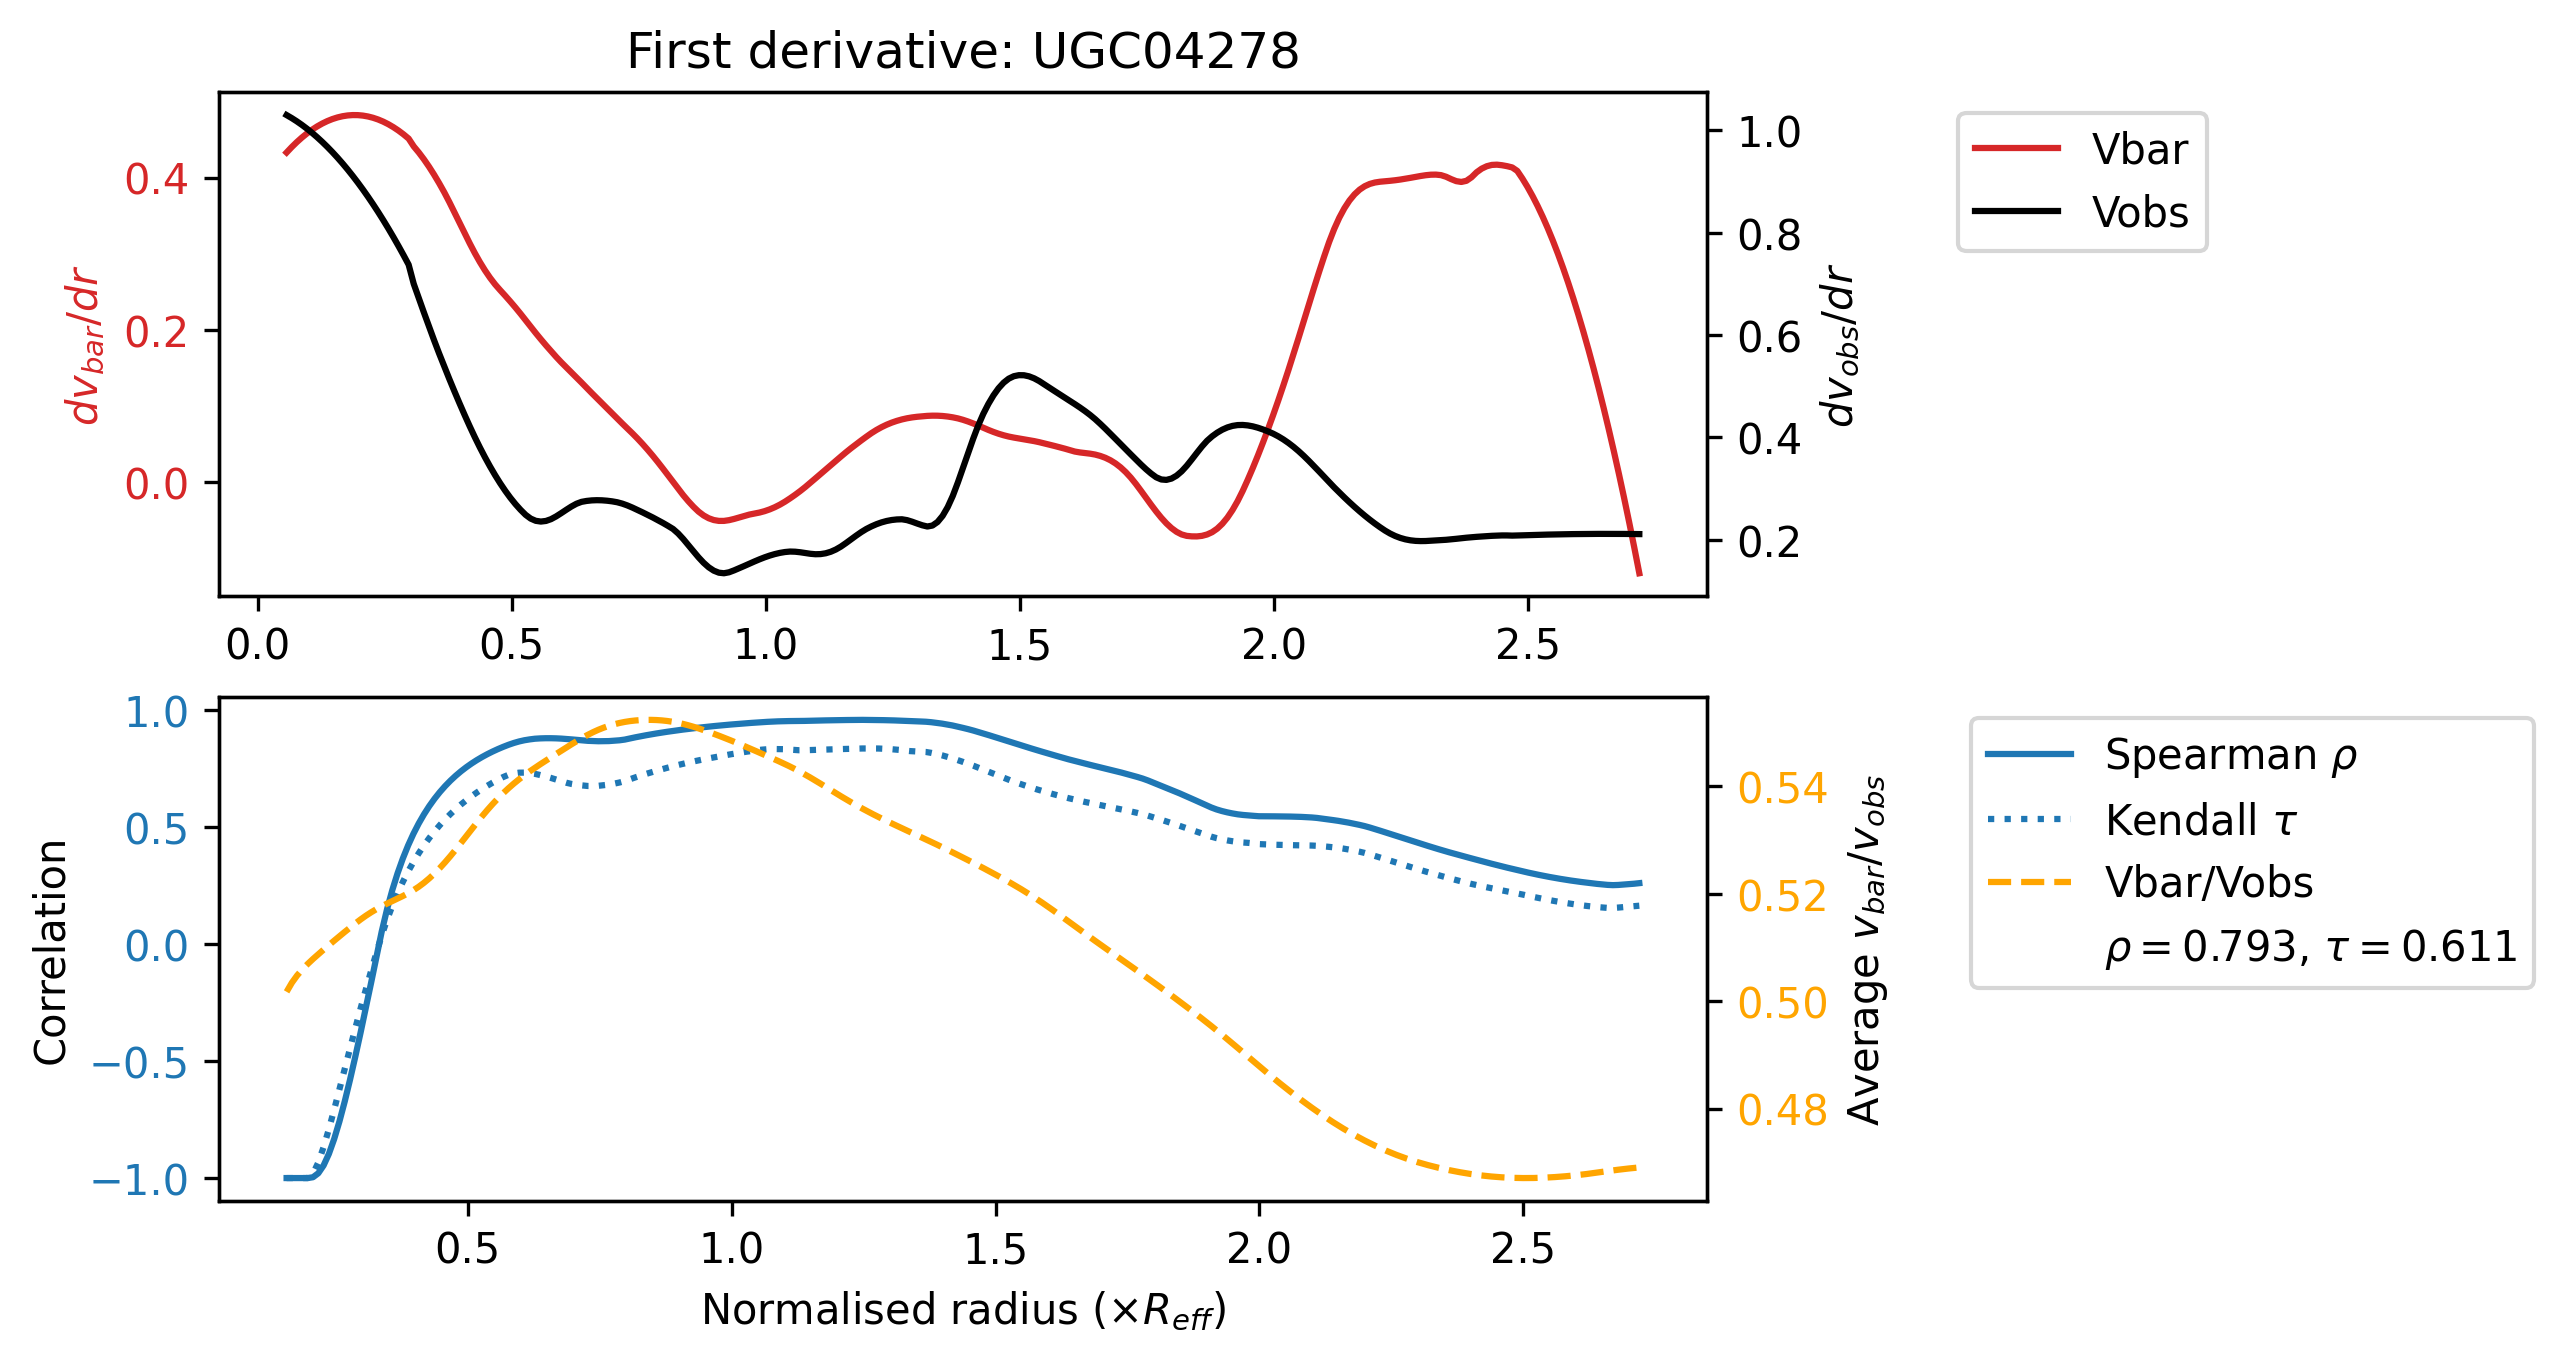 First derivative: UGC04278
dv_bar/dr
0.4
0.2
0.0
1.0
0.8
0.6
0.4
0.2
dv_obs/dr
0.0 0.5 1.0 1.5 2.0 2.5
Vbar
Vobs
Correlation
1.0
0.5
0.0
−0.5
−1.0
0.54
0.52
0.50
0.48
Average v_bar/v_obs
0.5 1.0 1.5 2.0 2.5
Normalised radius (×R_eff)
Spearman ρ
Kendall τ
Vbar/Vobs
ρ = 0.793, τ = 0.611